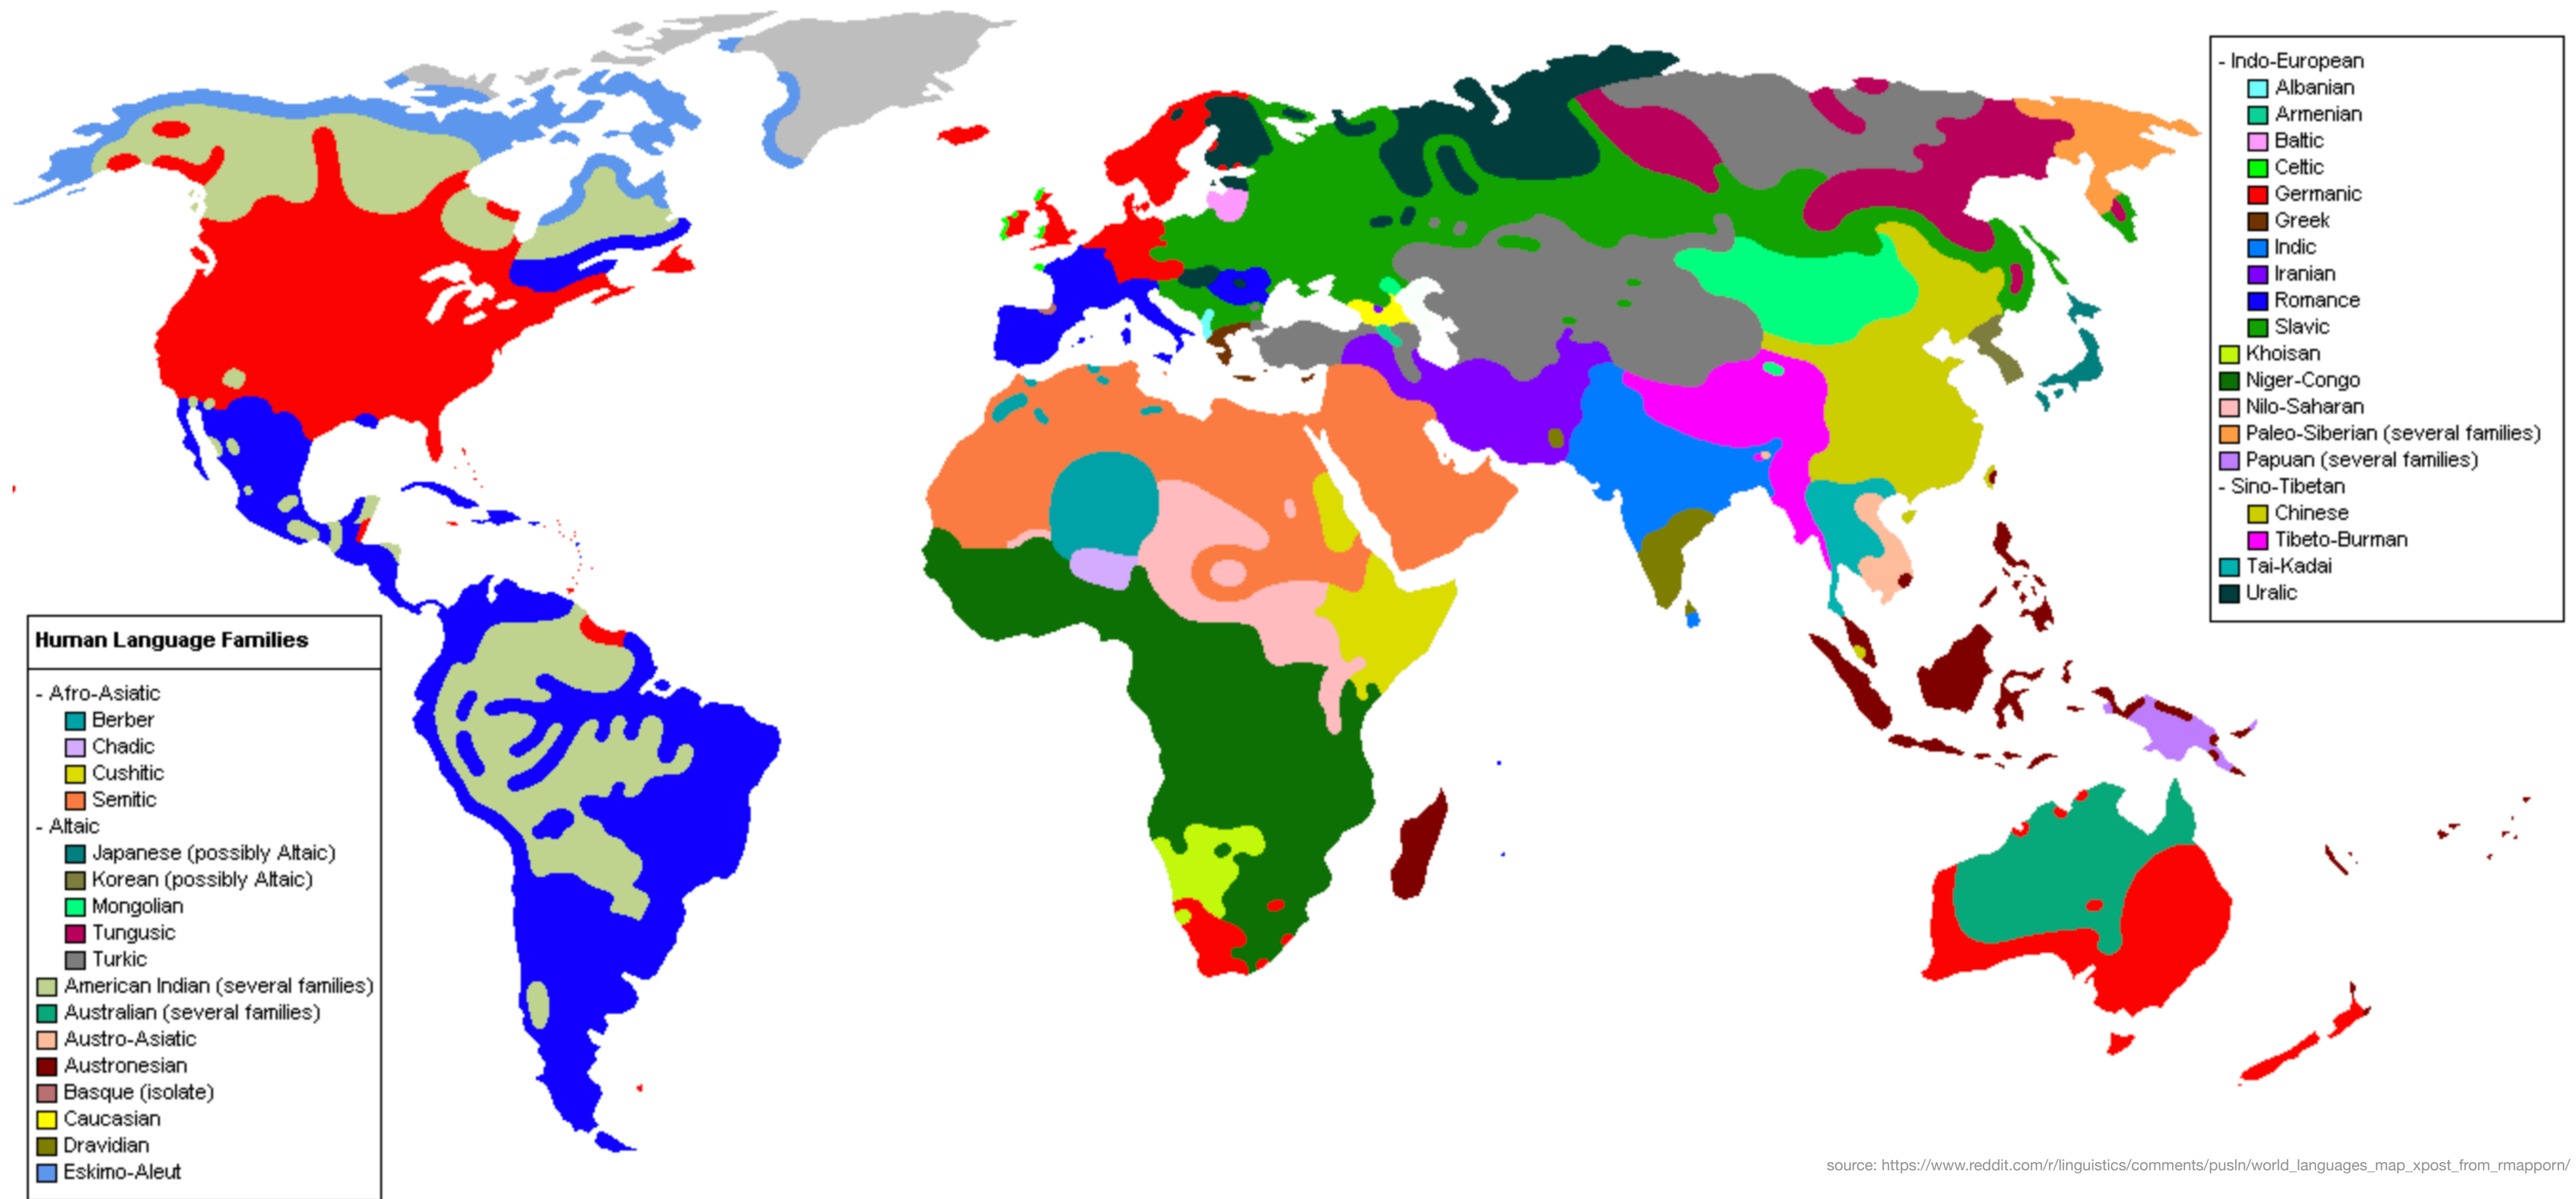 - Indo-European
Albanian
Armenian
Baltic
Celtic
Germanic
Greek
Indic
Iranian
Romance
Slavic
Khoisan
Niger-Congo
Nilo-Saharan
Paleo-Siberian (several families)
Papuan (several families)
- Sino-Tibetan
Chinese
Tibeto-Burman
Tai-Kadai
Uralic
Human Language Families
- Afro-Asiatic
Berber
Chadic
Cushitic
Semitic
- Altaic
Japanese (possibly Altaic)
Korean (possibly Altaic)
Mongolian
Tungusic
Turkic
American Indian (several families)
Australian (several families)
Austro-Asiatic
Austronesian
Basque (isolate)
Caucasian
Dravidian
Eskimo-Aleut
source: https://www.reddit.com/r/linguistics/comments/pusln/world_languages_map_xpost_from_rmapporn/